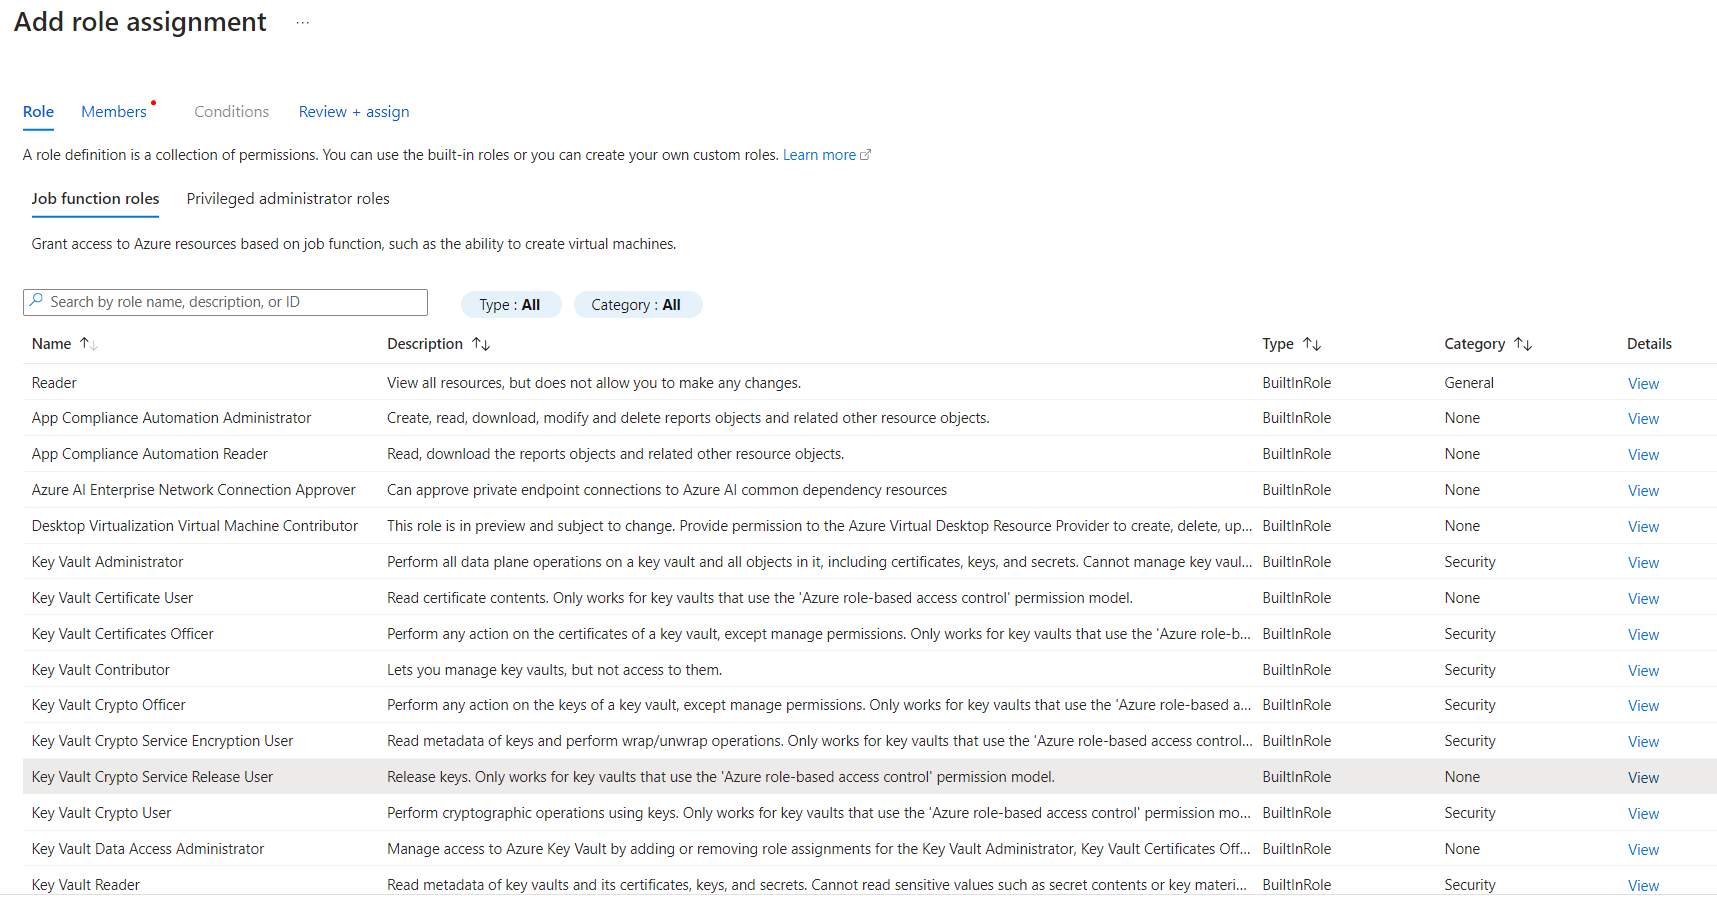 Add role assignment ...
Role Members Conditions Review + assign
A role definition is a collection of permissions. You can use the built-in roles or you can create your own custom roles. Learn more
Job function roles Privileged administrator roles
Grant access to Azure resources based on job function, such as the ability to create virtual machines.
Search by role name, description, or ID Type : All Category : All
Name ↑↓ Description ↑↓ Type ↑↓ Category ↑↓ Details
Reader View all resources, but does not allow you to make any changes. BuiltInRole General View
App Compliance Automation Administrator Create, read, download, modify and delete reports objects and related other resource objects. BuiltInRole None View
App Compliance Automation Reader Read, download the reports objects and related other resource objects. BuiltInRole None View
Azure AI Enterprise Network Connection Approver Can approve private endpoint connections to Azure AI common dependency resources BuiltInRole None View
Desktop Virtualization Virtual Machine Contributor This role is in preview and subject to change. Provide permission to the Azure Virtual Desktop Resource Provider to create, delete, up... BuiltInRole None View
Key Vault Administrator Perform all data plane operations on a key vault and all objects in it, including certificates, keys, and secrets. Cannot manage key vaul... BuiltInRole Security View
Key Vault Certificate User Read certificate contents. Only works for key vaults that use the 'Azure role-based access control' permission model. BuiltInRole None View
Key Vault Certificates Officer Perform any action on the certificates of a key vault, except manage permissions. Only works for key vaults that use the 'Azure role-b... BuiltInRole Security View
Key Vault Contributor Lets you manage key vaults, but not access to them. BuiltInRole Security View
Key Vault Crypto Officer Perform any action on the keys of a key vault, except manage permissions. Only works for key vaults that use the 'Azure role-based a... BuiltInRole Security View
Key Vault Crypto Service Encryption User Read metadata of keys and perform wrap/unwrap operations. Only works for key vaults that use the 'Azure role-based access control... BuiltInRole Security View
Key Vault Crypto Service Release User Release keys. Only works for key vaults that use the 'Azure role-based access control' permission model. BuiltInRole None View
Key Vault Crypto User Perform cryptographic operations using keys. Only works for key vaults that use the 'Azure role-based access control' permission mo... BuiltInRole Security View
Key Vault Data Access Administrator Manage access to Azure Key Vault by adding or removing role assignments for the Key Vault Administrator, Key Vault Certificates Off... BuiltInRole None View
Key Vault Reader Read metadata of key vaults and its certificates, keys, and secrets. Cannot read sensitive values such as secret contents or key materi... BuiltInRole Security View